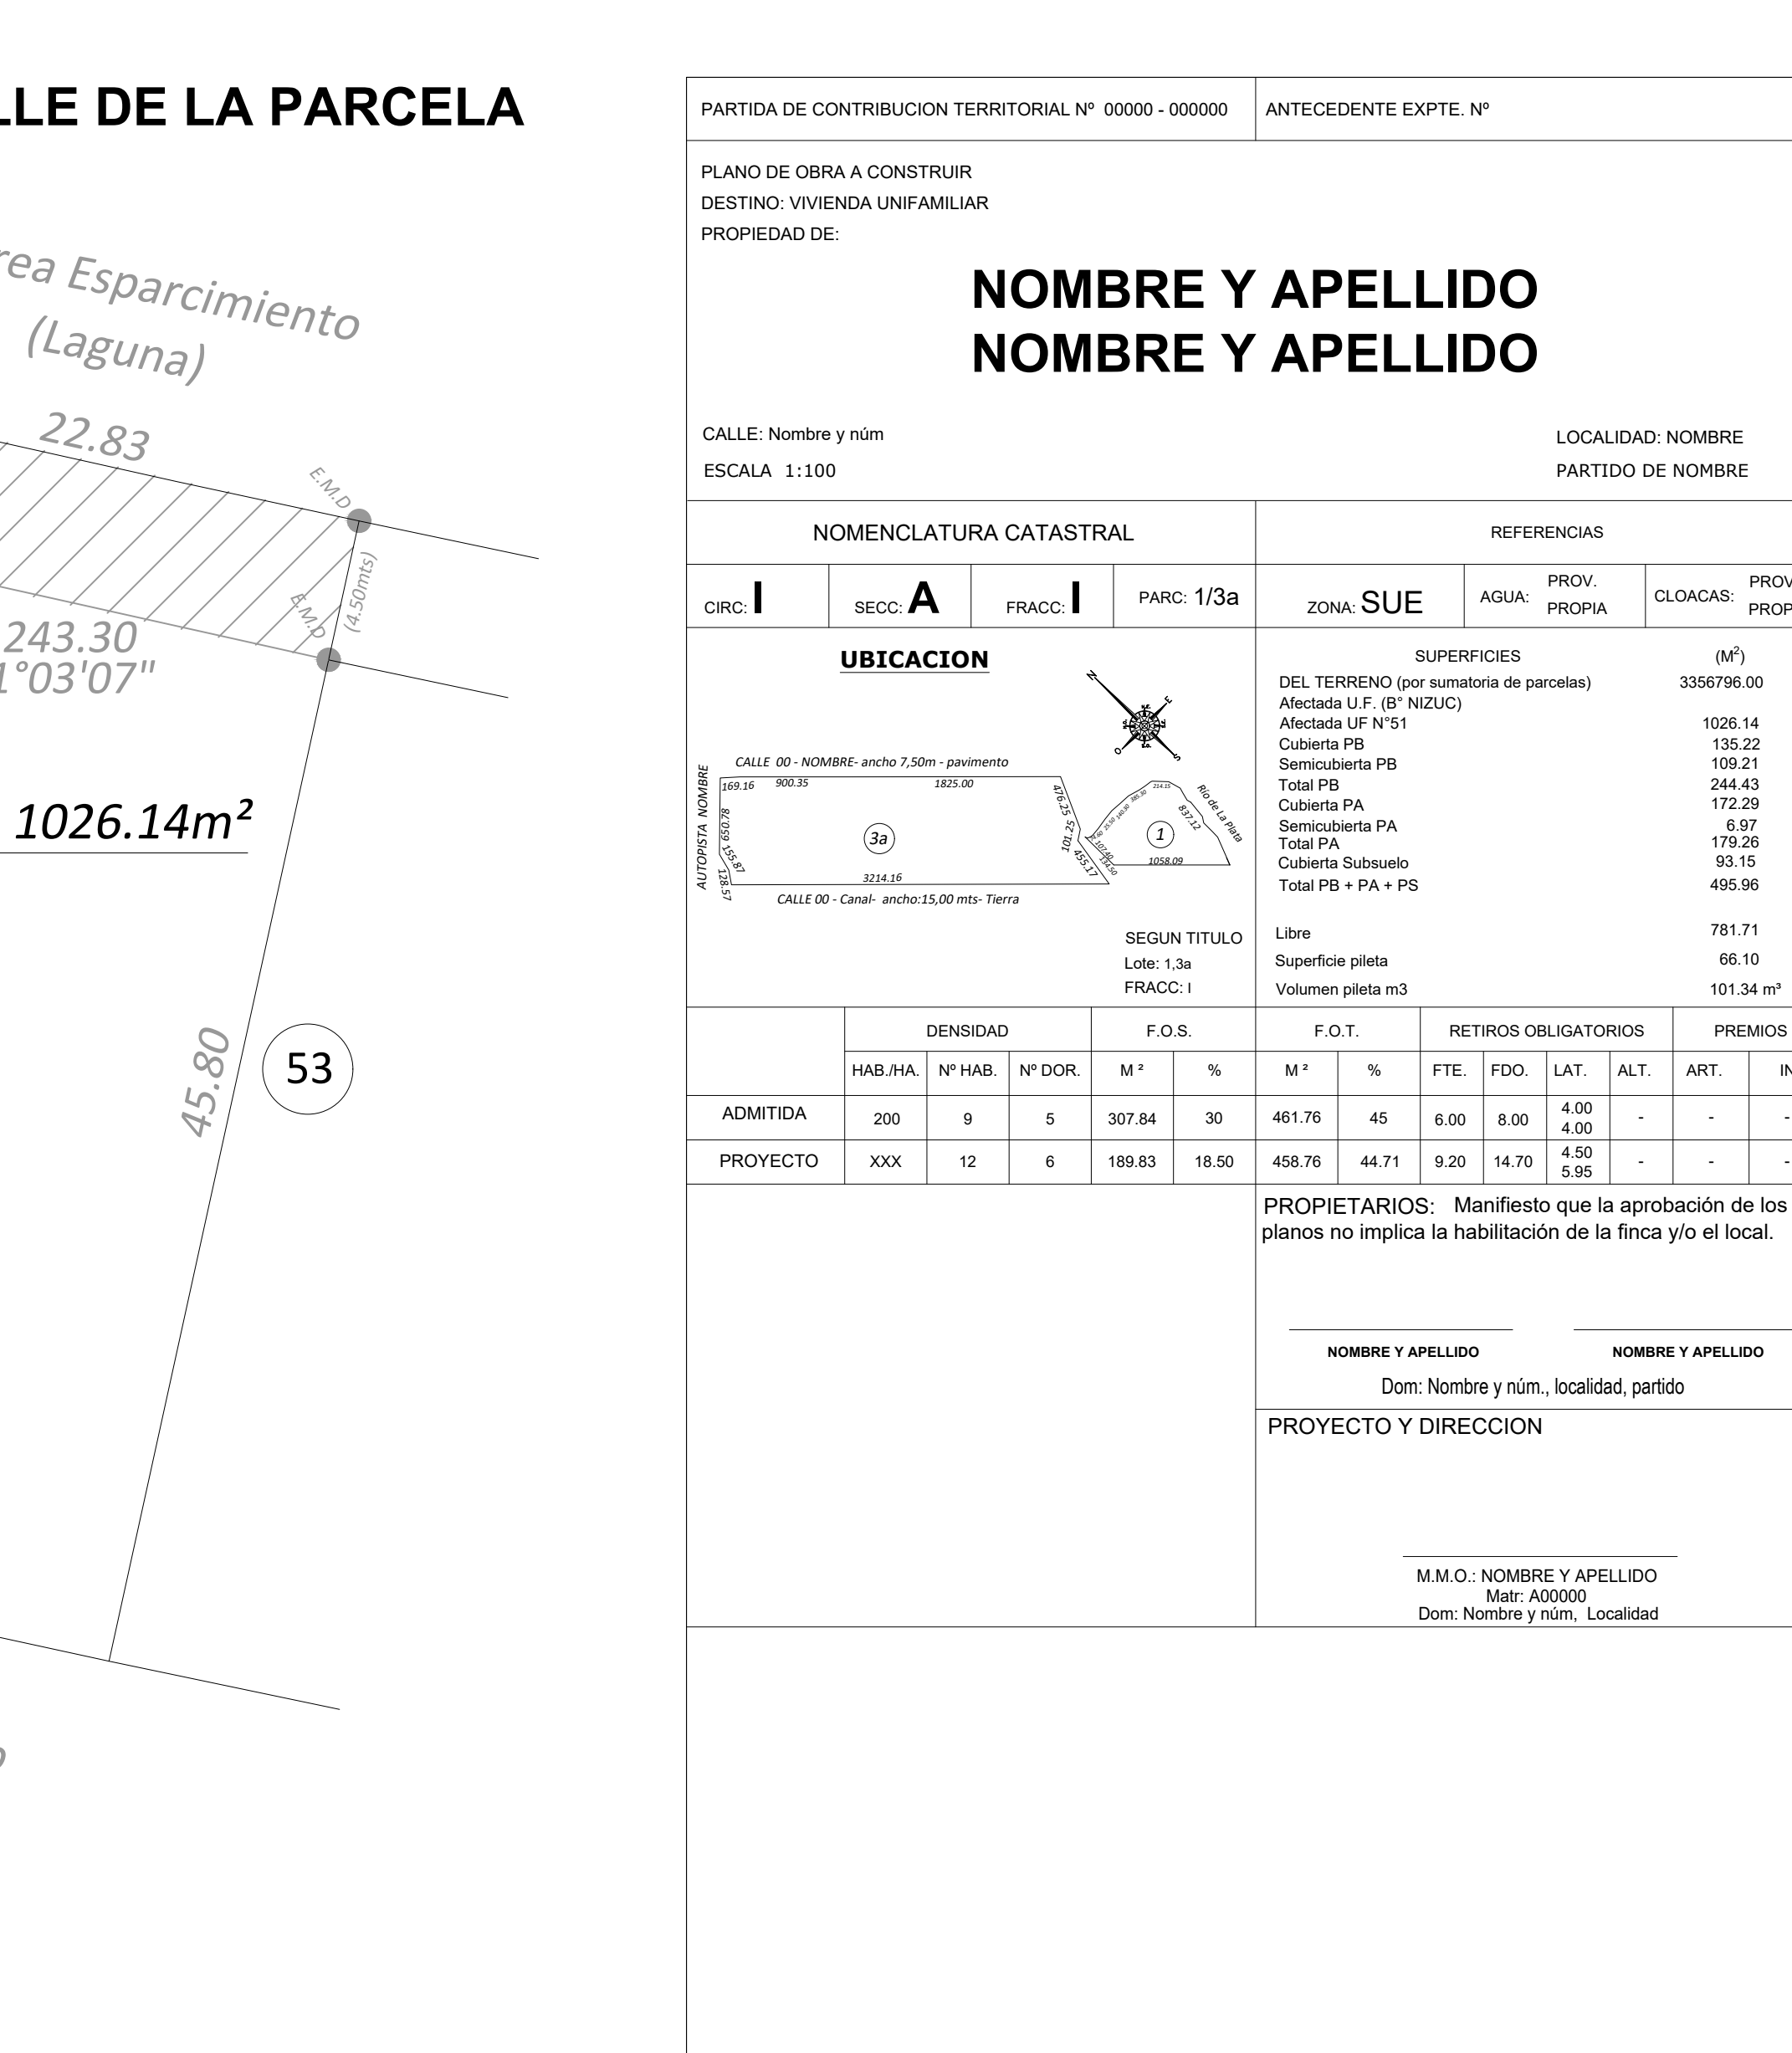 LLE DE LA PARCELA
rea Esparcimiento
(Laguna)
22.83
E.M.D
E.M.D
(4.50mts)
243.30
1°03'07"
1026.14m²
45.80
53
PARTIDA DE CONTRIBUCION TERRITORIAL Nº 00000 - 000000
ANTECEDENTE EXPTE. Nº
PLANO DE OBRA A CONSTRUIR
DESTINO: VIVIENDA UNIFAMILIAR
PROPIEDAD DE:
NOMBRE Y APELLIDO
NOMBRE Y APELLIDO
CALLE: Nombre y núm
LOCALIDAD: NOMBRE
ESCALA 1:100
PARTIDO DE NOMBRE
NOMENCLATURA CATASTRAL
REFERENCIAS
CIRC: I
SECC: A
FRACC: I
PARC: 1/3a
ZONA: SUE
AGUA: PROV.
PROPIA
CLOACAS: PROV
PROP
UBICACION
N
E
O
S
CALLE 00 - NOMBRE- ancho 7,50m - pavimento
AUTOPISTA NOMBRE
169.16
900.35
1825.00
650.78
155.87
128.57
3a
476.25
101.25
455.17
3214.16
CALLE 00 - Canal- ancho:15,00 mts- Tierra
214.15
385.30
140.30
25.50
107.40
134.50
837.12
Río de La Plata
1
1058.09
SEGUN TITULO
Lote: 1,3a
FRACC: I
SUPERFICIES (M²)
DEL TERRENO (por sumatoria de parcelas) 3356796.00
Afectada U.F. (B° NIZUC)
Afectada UF N°51 1026.14
Cubierta PB 135.22
Semicubierta PB 109.21
Total PB 244.43
Cubierta PA 172.29
Semicubierta PA 6.97
Total PA 179.26
Cubierta Subsuelo 93.15
Total PB + PA + PS 495.96
Libre 781.71
Superficie pileta 66.10
Volumen pileta m3 101.34 m³
DENSIDAD F.O.S. F.O.T. RETIROS OBLIGATORIOS PREMIOS
HAB./HA. Nº HAB. Nº DOR. M ² % M ² % FTE. FDO. LAT. ALT. ART. IN
ADMITIDA 200 9 5 307.84 30 461.76 45 6.00 8.00 4.00 - - -
4.00
PROYECTO XXX 12 6 189.83 18.50 458.76 44.71 9.20 14.70 4.50 - - -
5.95
PROPIETARIOS: Manifiesto que la aprobación de los
planos no implica la habilitación de la finca y/o el local.
NOMBRE Y APELLIDO
NOMBRE Y APELLIDO
Dom: Nombre y núm., localidad, partido
PROYECTO Y DIRECCION
M.M.O.: NOMBRE Y APELLIDO
Matr: A00000
Dom: Nombre y núm, Localidad